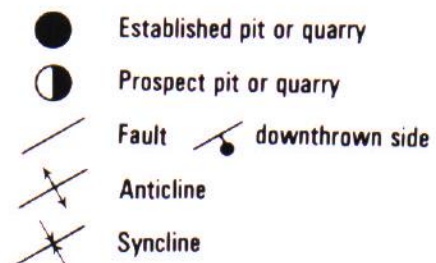 Established pit or quarry
Prospect pit or quarry
Fault downthrown side
Anticline
Syncline